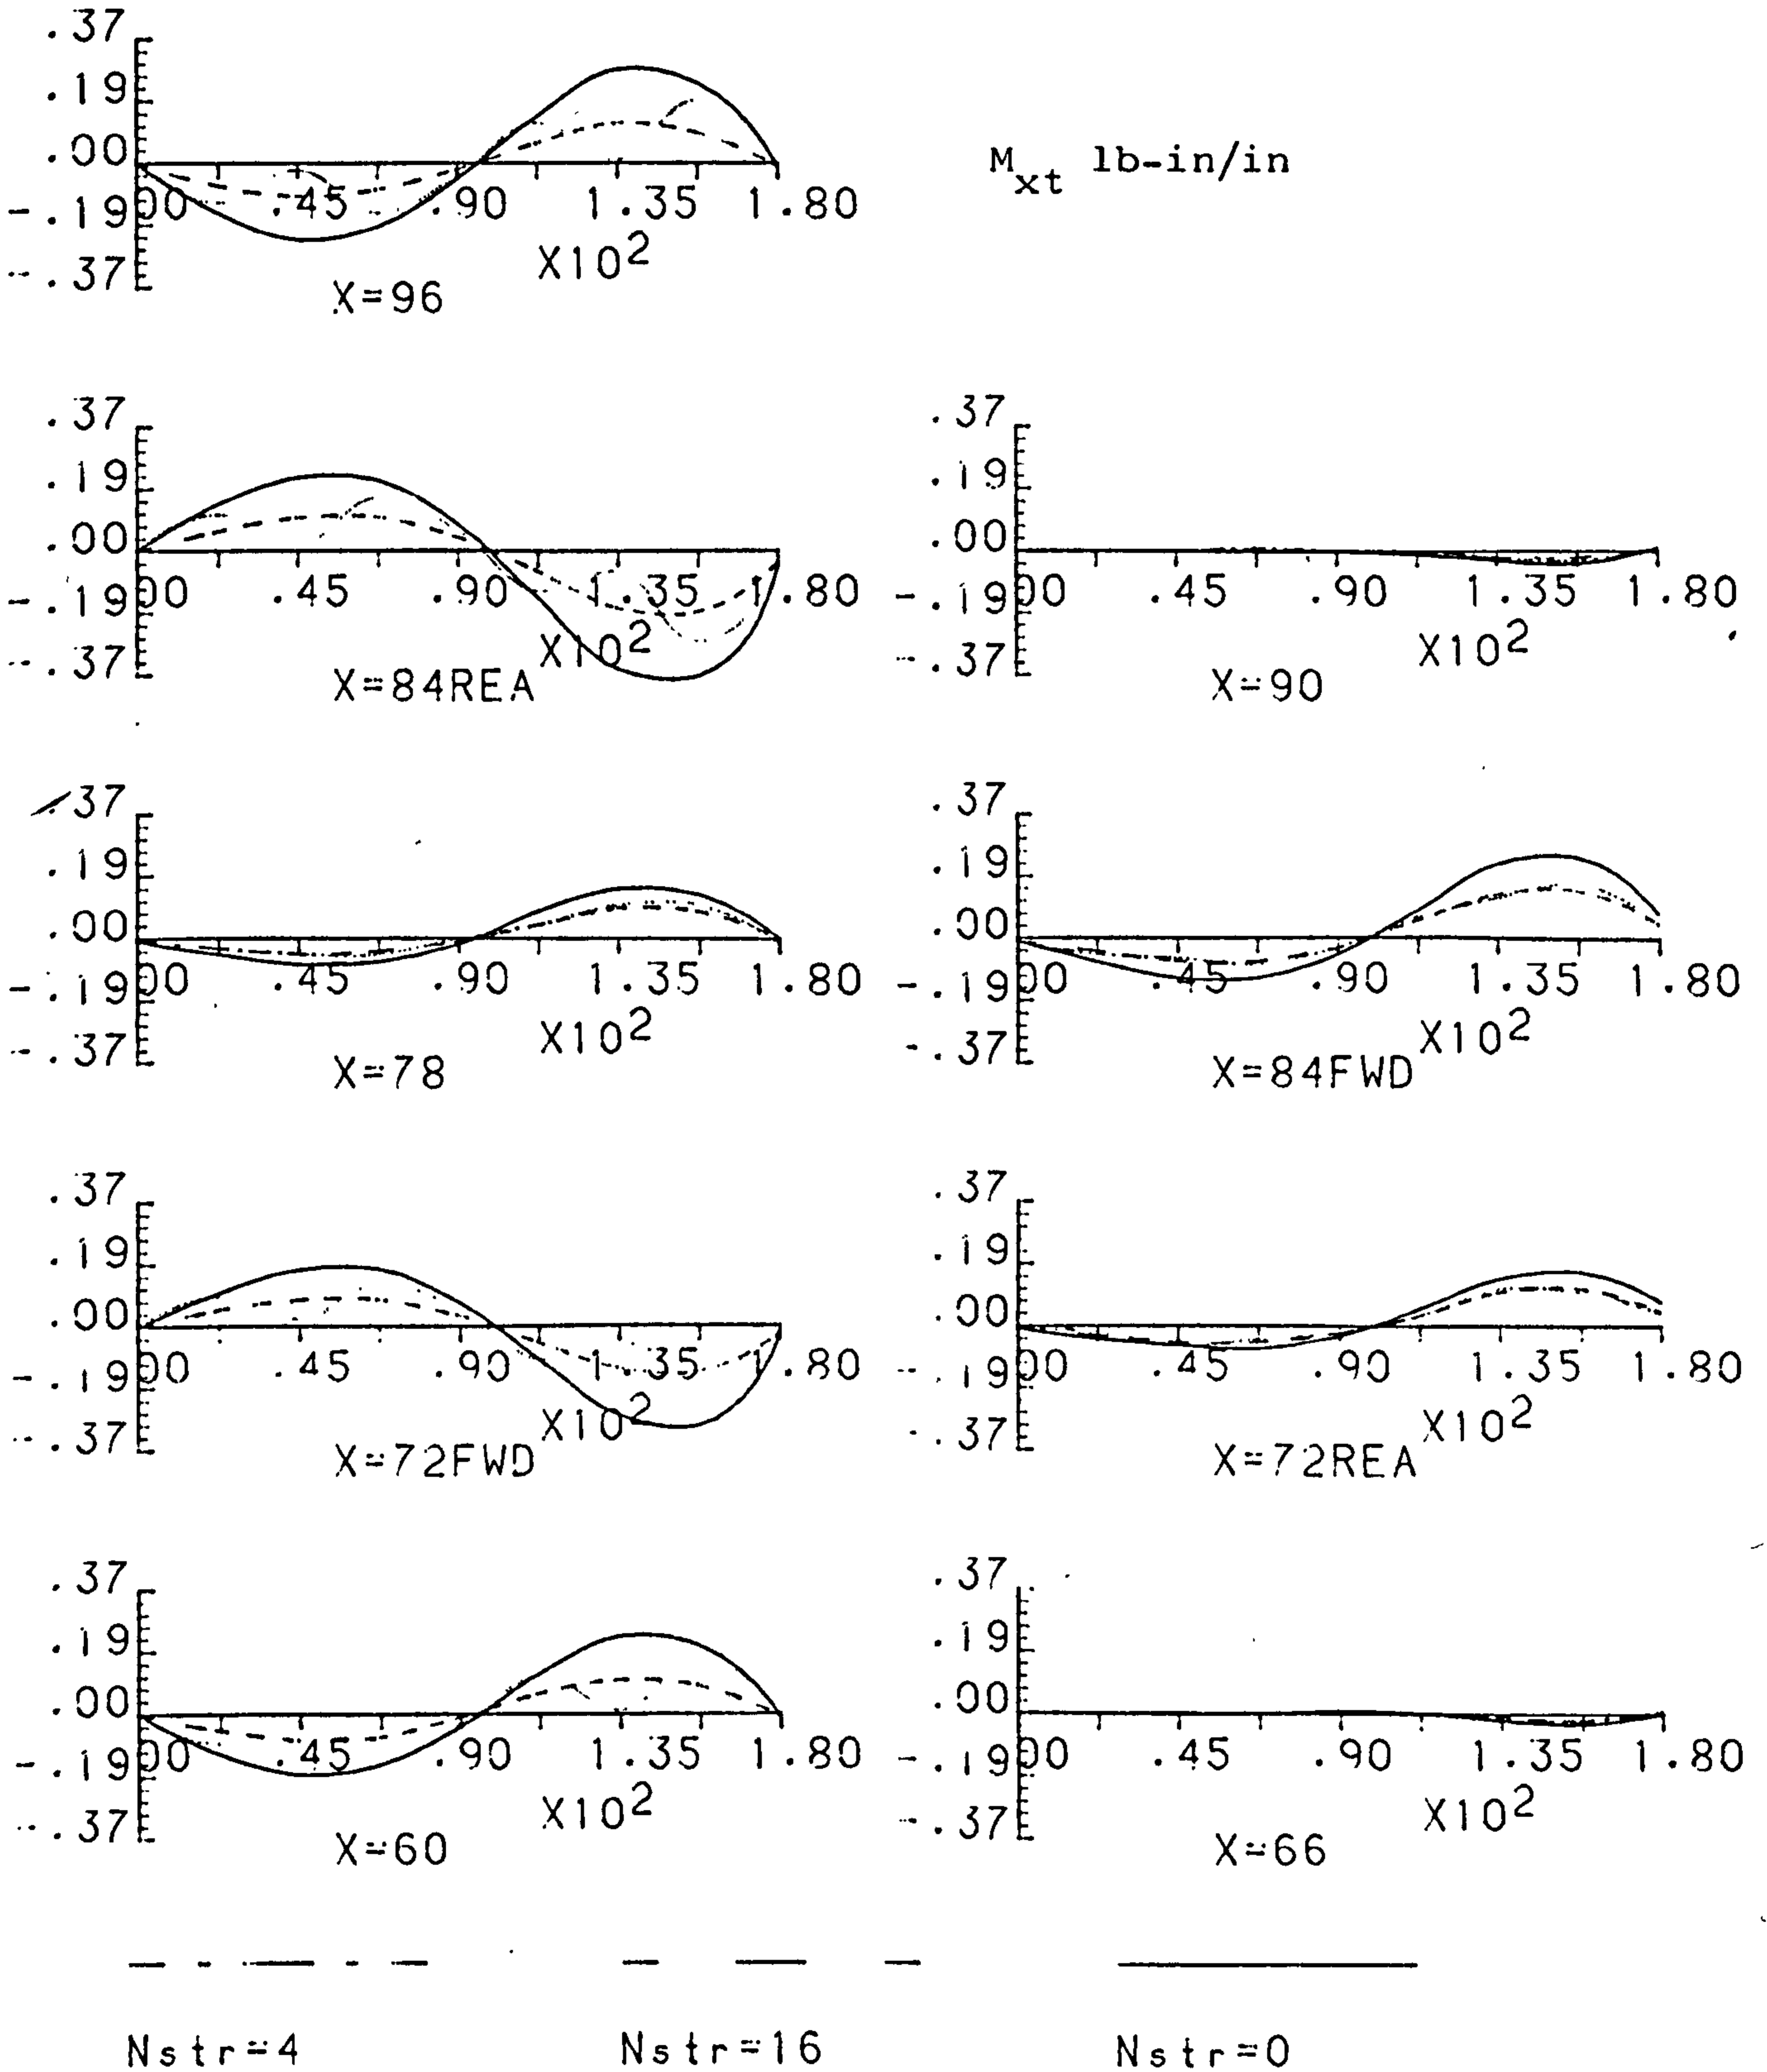 .37
.19
.00
-.19 00 .45 .90 1.35 1.80
-.37
X10²
X=96
M_xt lb-in/in
.37
.19
.00
-.19 00 .45 .90 1.35 1.80
-.37
X10²
X=84REA
.37
.19
.00
-.19 00 .45 .90 1.35 1.80
-.37
X10²
X=90
.37
.19
.00
-.19 00 .45 .90 1.35 1.80
-.37
X10²
X=78
.37
.19
.00
-.19 00 .45 .90 1.35 1.80
-.37
X10²
X=84FWD
.37
.19
.00
-.19 00 .45 .90 1.35 1.80
-.37
X10²
X=72FWD
.37
.19
.00
-.19 00 .45 .90 1.35 1.80
-.37
X10²
X=72REA
.37
.19
.00
-.19 00 .45 .90 1.35 1.80
-.37
X10²
X=60
.37
.19
.00
-.19 00 .45 .90 1.35 1.80
-.37
X10²
X=66
Nstr=4 Nstr=16 Nstr=0